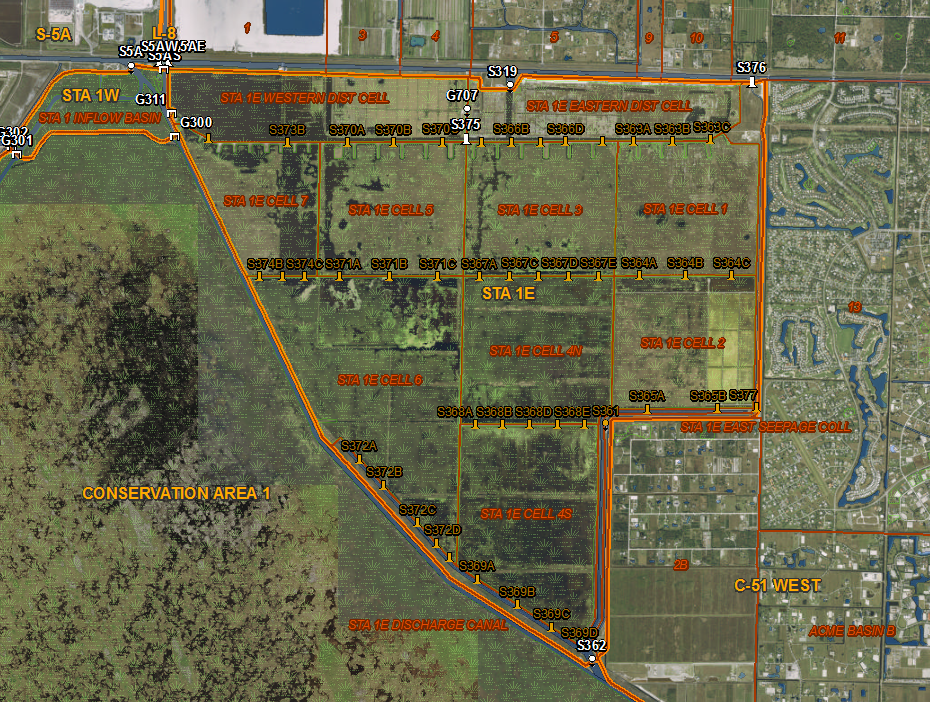 S-5A
L-8
1
3
4
5
9
10
11
S5AW
S5AE
S5AS
S319
S376
STA 1W
G311
STA 1E WESTERN DIST CELL
G707
STA 1E EASTERN DIST CELL
STA 1 INFLOW BASIN
G300
G302
G301
S373B
S370A
S370B
S375
S366B
S366D
S363A
S363B
S363C
STA 1E CELL 7
STA 1E CELL 5
STA 1E CELL 3
STA 1E CELL 1
S374B
S374C
S371A
S371B
S371C
S367A
S367C
S367D
S367E
S364A
S364B
S364C
STA 1E
13
STA 1E CELL 4N
STA 1E CELL 2
STA 1E CELL 6
S365A
S365B
S377
S368A
S368B
S368D
S368E
S361
STA 1E EAST SEEPAGE COLL
S372A
S372B
CONSERVATION AREA 1
S372C
STA 1E CELL 4S
S372D
S369A
2B
C-51 WEST
S369B
S369C
STA 1E DISCHARGE CANAL
S369D
ACME BASIN B
S362